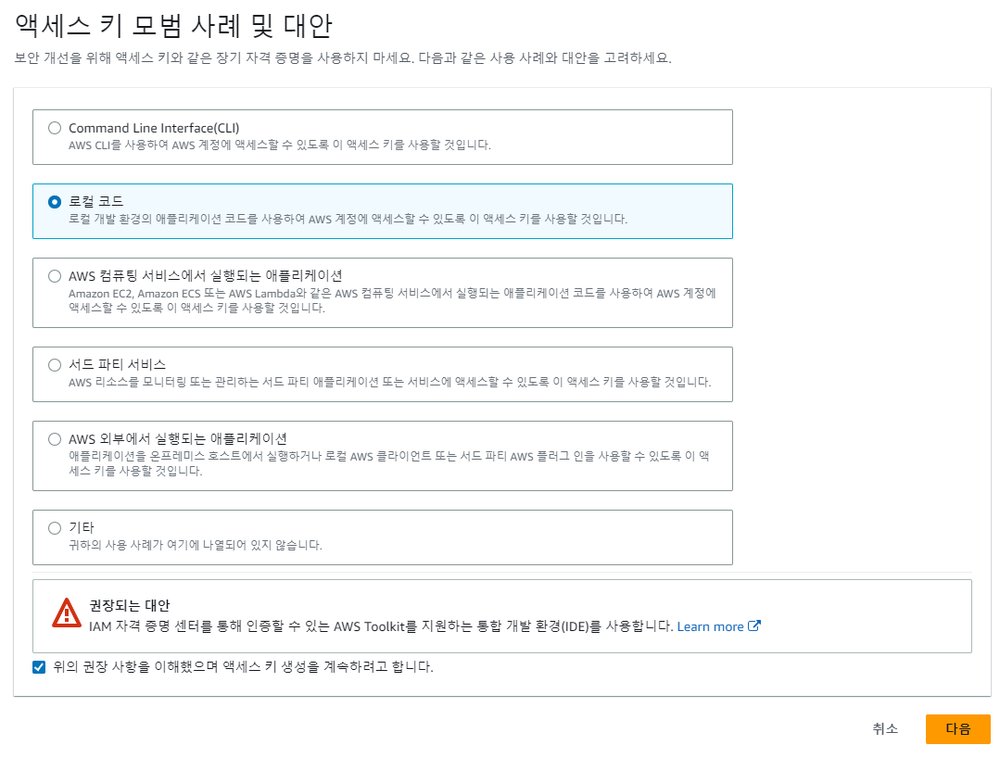 액세스 키 모범 사례 및 대안
보안 개선을 위해 액세스 키와 같은 장기 자격 증명을 사용하지 마세요. 다음과 같은 사용 사례와 대안을 고려하세요.
Command Line Interface(CLI)
AWS CLI를 사용하여 AWS 계정에 액세스할 수 있도록 이 액세스 키를 사용할 것입니다.
로컬 코드
로컬 개발 환경의 애플리케이션 코드를 사용하여 AWS 계정에 액세스할 수 있도록 이 액세스 키를 사용할 것입니다.
AWS 컴퓨팅 서비스에서 실행되는 애플리케이션
Amazon EC2, Amazon ECS 또는 AWS Lambda와 같은 AWS 컴퓨팅 서비스에서 실행되는 애플리케이션 코드를 사용하여 AWS 계정에
액세스할 수 있도록 이 액세스 키를 사용할 것입니다.
서드 파티 서비스
AWS 리소스를 모니터링 또는 관리하는 서드 파티 애플리케이션 또는 서비스에 액세스할 수 있도록 이 액세스 키를 사용할 것입니다.
AWS 외부에서 실행되는 애플리케이션
애플리케이션을 온프레미스 호스트에서 실행하거나 로컬 AWS 클라이언트 또는 서드 파티 AWS 플러그 인을 사용할 수 있도록 이 액
세스 키를 사용할 것입니다.
기타
귀하의 사용 사례가 여기에 나열되어 있지 않습니다.
권장되는 대안
IAM 자격 증명 센터를 통해 인증할 수 있는 AWS Toolkit를 지원하는 통합 개발 환경(IDE)를 사용합니다. Learn more
위의 권장 사항을 이해했으며 액세스 키 생성을 계속하려고 합니다.
취소 다음